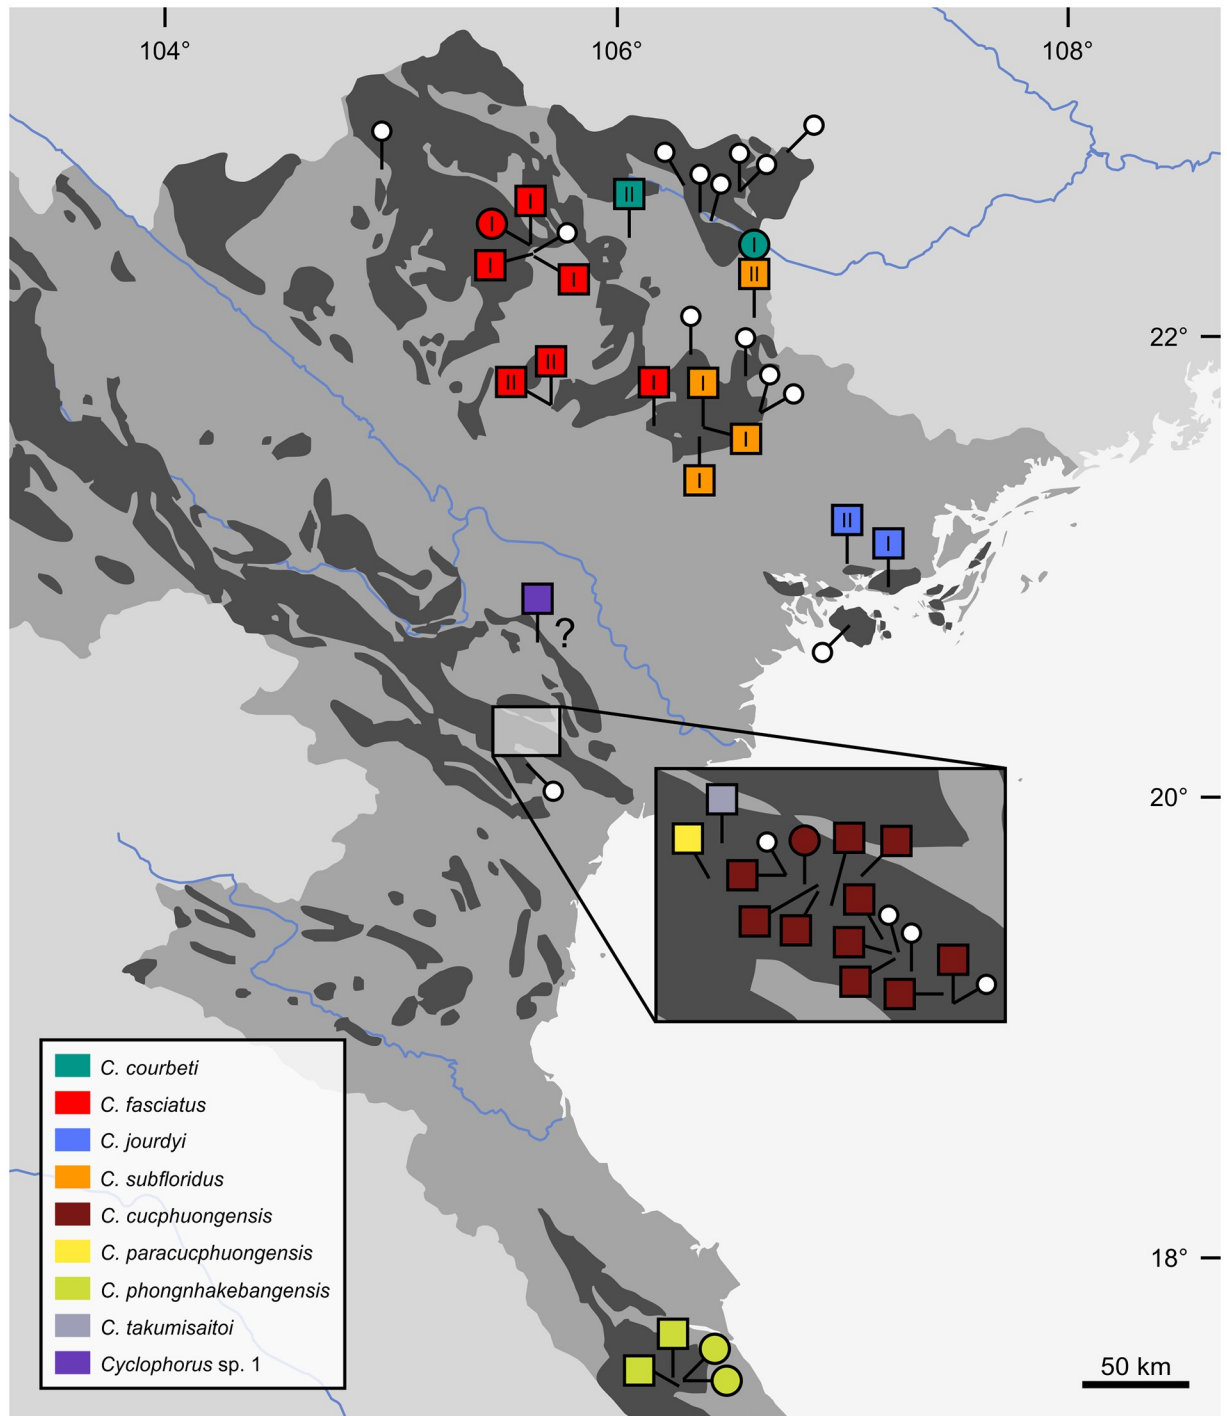 104° 106° 108°
I
II
I
I
I
II
I
22°
II
II
I
I
I
I
II
I
?
20°
C. courbeti
C. fasciatus
C. jourdyi
C. subfloridus
C. cucphuongensis
C. paracucphuongensis
C. phongnhakebangensis
C. takumisaitoi
Cyclophorus sp. 1
18°
50 km